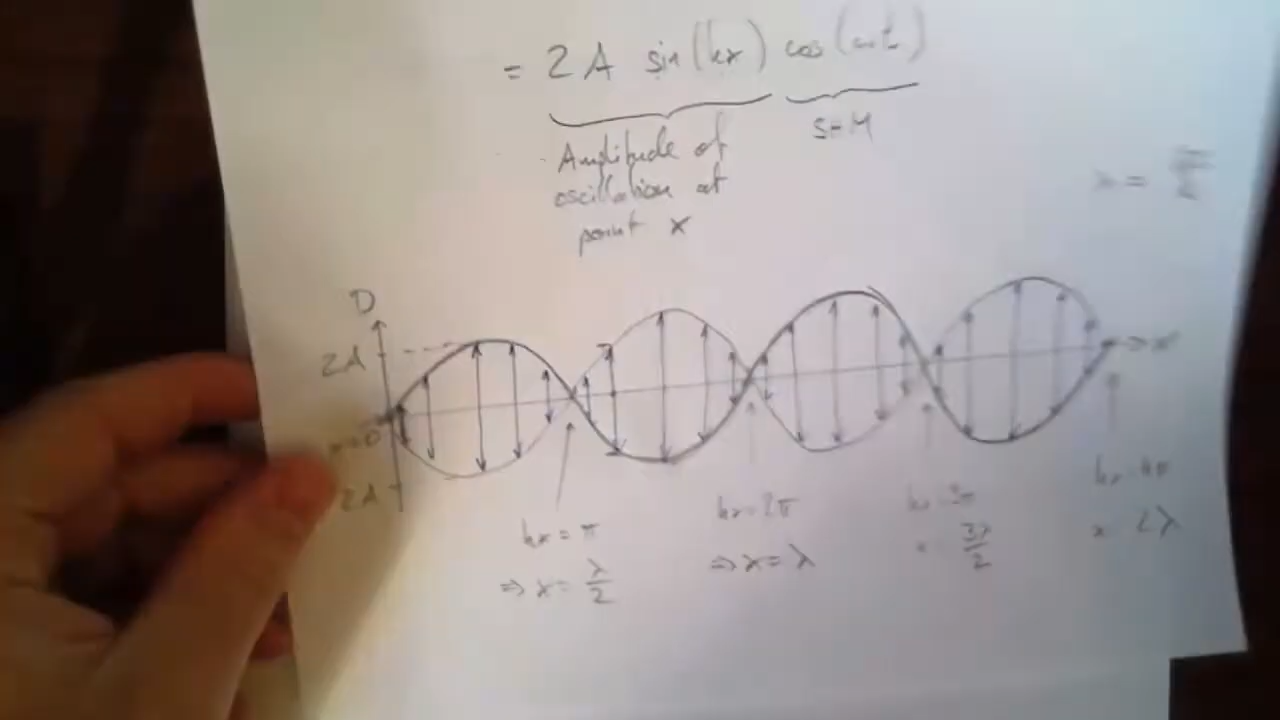 = 2A sin(kx) cos(ωt)
Amplitude of
oscillation at
point x
SHM
D
2A
x=0
-2A
kx = π
⇒ x = λ/2
kx = 2π
⇒ x = λ
kx = 3π
x = 3λ/2
kx = 4π
x = 2λ